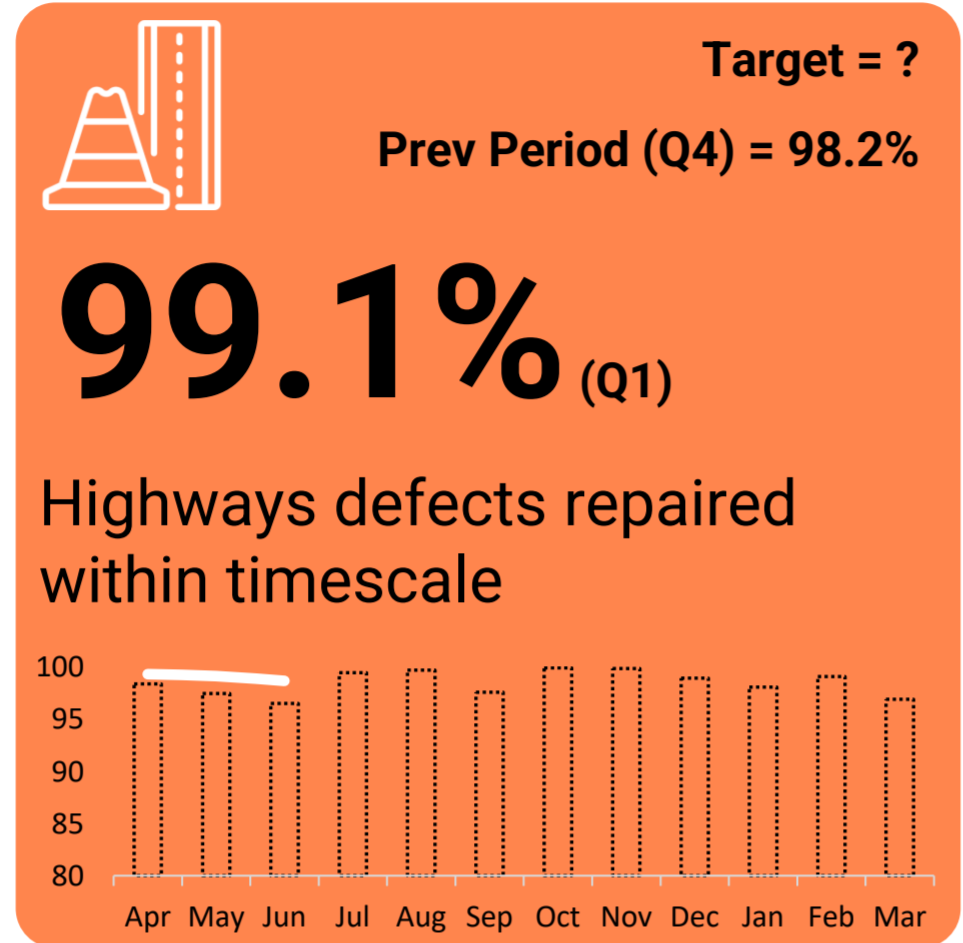 Target = ?
Prev Period (Q4) = 98.2%
99.1% (Q1)
Highways defects repaired
within timescale
100
95
90
85
80
Apr May Jun Jul Aug Sep Oct Nov Dec Jan Feb Mar